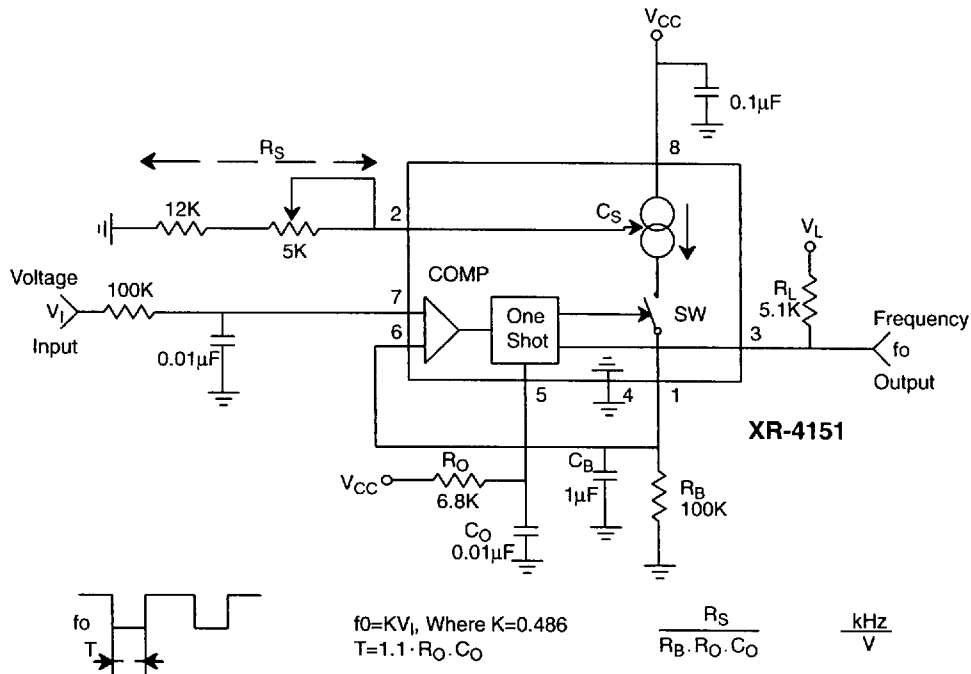 VCC
0.1μF
RS
8
12K
5K
2
CS
VL
COMP
RL
5.1K
Voltage
VI
Input
100K
7
6
One
Shot
SW
3
Frequency
fo
Output
0.01μF
5
4
1
XR-4151
VCC
RO
6.8K
CB
1μF
RB
100K
CO
0.01μF
fo
T
f0=KVI, Where K=0.486
RS
RB.RO.CO
kHz
V
T=1.1·RO.CO